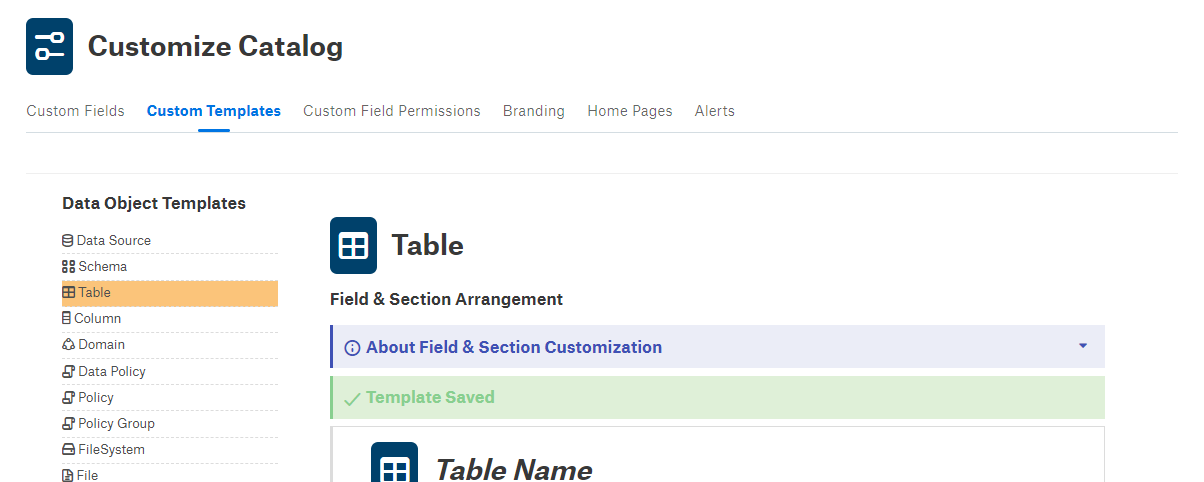 Customize Catalog
Custom Fields Custom Templates Custom Field Permissions Branding Home Pages Alerts
Data Object Templates
Data Source
Schema
Table
Column
Domain
Data Policy
Policy
Policy Group
FileSystem
File
Table
Field & Section Arrangement
About Field & Section Customization
Template Saved
Table Name